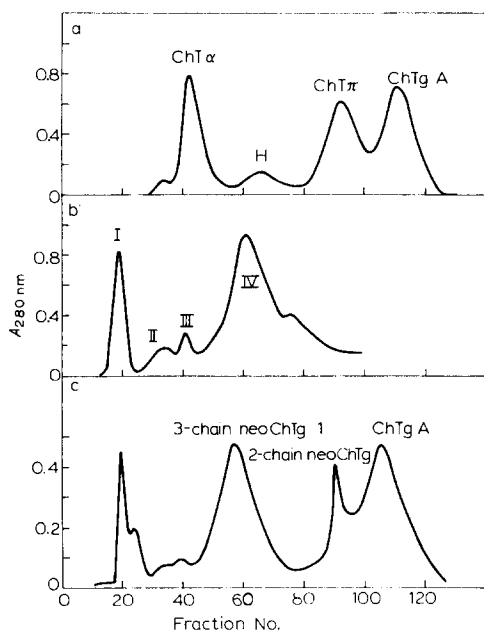 a
ChT α
ChT π
ChTg A
H
0.8
0.4
0
b
I
II
III
IV
0.8
0.4
0
A280 nm
c
3-chain neoChTg 1
2-chain neoChTg
ChTg A
0.4
0.2
0
0 20 40 60 80 100 120
Fraction No.